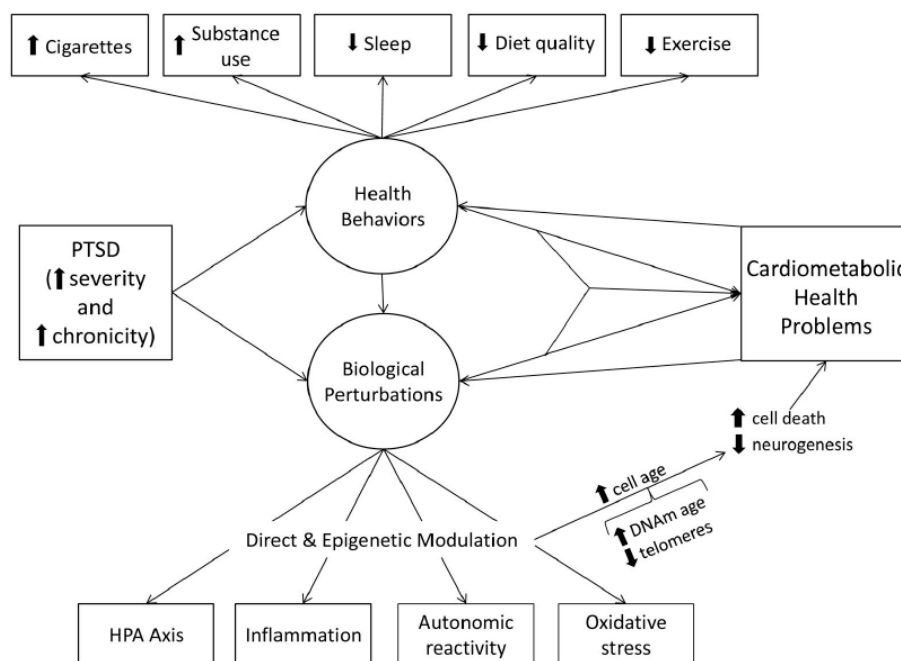 ⬆ Cigarettes
⬆ Substance
use
⬇ Sleep
⬇ Diet quality
⬇ Exercise
Health
Behaviors
PTSD
(⬆ severity
and
⬆ chronicity)
Cardiometabolic
Health
Problems
Biological
Perturbations
⬆ cell death
⬇ neurogenesis
⬆ cell age
⬆ DNAm age
⬇ telomeres
Direct & Epigenetic Modulation
HPA Axis
Inflammation
Autonomic
reactivity
Oxidative
stress